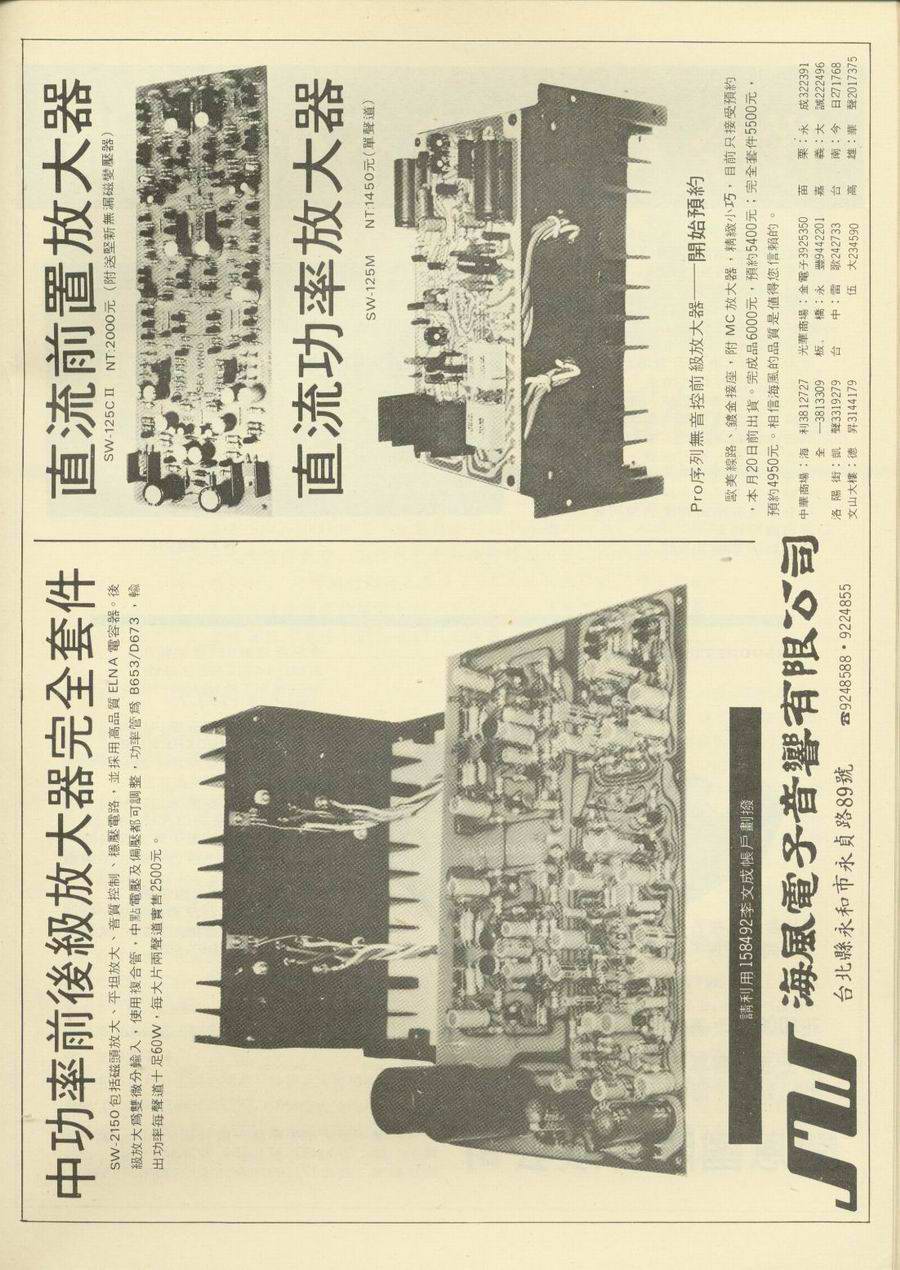 中功率前後級放大器完全套件
SW-2150包括磁頭放大、平坦放大、音質控制、穩壓電路，並採用高品質ELNA電容器。後
級放大爲雙微分輸入，使用複合管，中點電壓及偏壓都可調整，功率管爲B653/D673，輸
出功率每聲道十足60W，每大片兩聲道實售2500元。
請利用158492李文成帳戶劃撥
直流前置放大器
SW-125CⅡ NT:2000元（附送堅新無漏磁變壓器）
SEA WING
直流功率放大器
SW-125M NT:1450元（單聲道）
Pro序列無音控前級放大器——開始預約
歐美線路、鍍金接座，附MC放大器，精緻小巧，目前只接受預約
，本月20日前出貨。完成品6000元，預約5400元；完全套件5500元，
預約4950元。相信海風的品質是值得您信賴的。
中華商場：海 利3812727 光華商場：金電子3925350 苗 栗：永 成322391
全 一3813309 板 橋：永 豐9442201 嘉 義：大 誠222496
洛陽街：凱 聲3319279 台 中：雷 歌242733 台 南：今 日271768
文山大樓：德 昇3144179 伍 大234590 高 雄：華 聲2017375
海風電子音響有限公司
台北縣永和市永貞路89號 ☎9248588・9224855